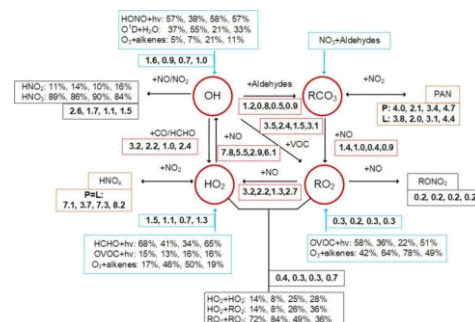 HONO+hv: 57%, 38%, 58%, 57%
O¹D+H₂O: 37%, 55%, 21%, 33%
O₃+alkenes: 5%, 7%, 21%, 11%
NO₃+Aldehydes
1.6, 0.9, 0.7, 1.0
+NO/NO₂
HNO₂: 11%, 14%, 10%, 16%
HNO₃: 89%, 86%, 90%, 84%
2.6, 1.7, 1.1, 1.5
OH
+Aldehydes
1.2,0.8,0.5,0.9
RCO₃
+NO₂
PAN
P: 4.0, 2.1, 3.4, 4.7
L: 3.8, 2.0, 3.1, 4.4
3.5,2.4,1.5,3.1
+CO/HCHO
3.2, 2.2, 1.0, 2.4
+NO
7.8,5.5,2.9,6.1
+VOC
+NO
1.4,1.0,0.4,0.9
+NO₂
HNO₄
P=L:
7.1, 3.7, 7.3, 8.2
HO₂
+NO
3.2,2.2,1.3,2.7
RO₂
+NO
RONO₂
0.2, 0.2, 0.2, 0.2
1.5, 1.1, 0.7, 1.3
0.3, 0.2, 0.3, 0.3
HCHO+hv: 68%, 41%, 34%, 65%
OVOC+hv: 15%, 13%, 16%, 16%
O₃+alkenes: 17%, 46%, 50%, 19%
OVOC+hv: 58%, 36%, 22%, 51%
O₃+alkenes: 42%, 64%, 78%, 49%
0.4, 0.3, 0.3, 0.7
HO₂+HO₂: 14%, 8%, 25%, 28%
HO₂+RO₂: 14%, 8%, 26%, 36%
RO₂+RO₂: 72%, 84%, 49%, 36%